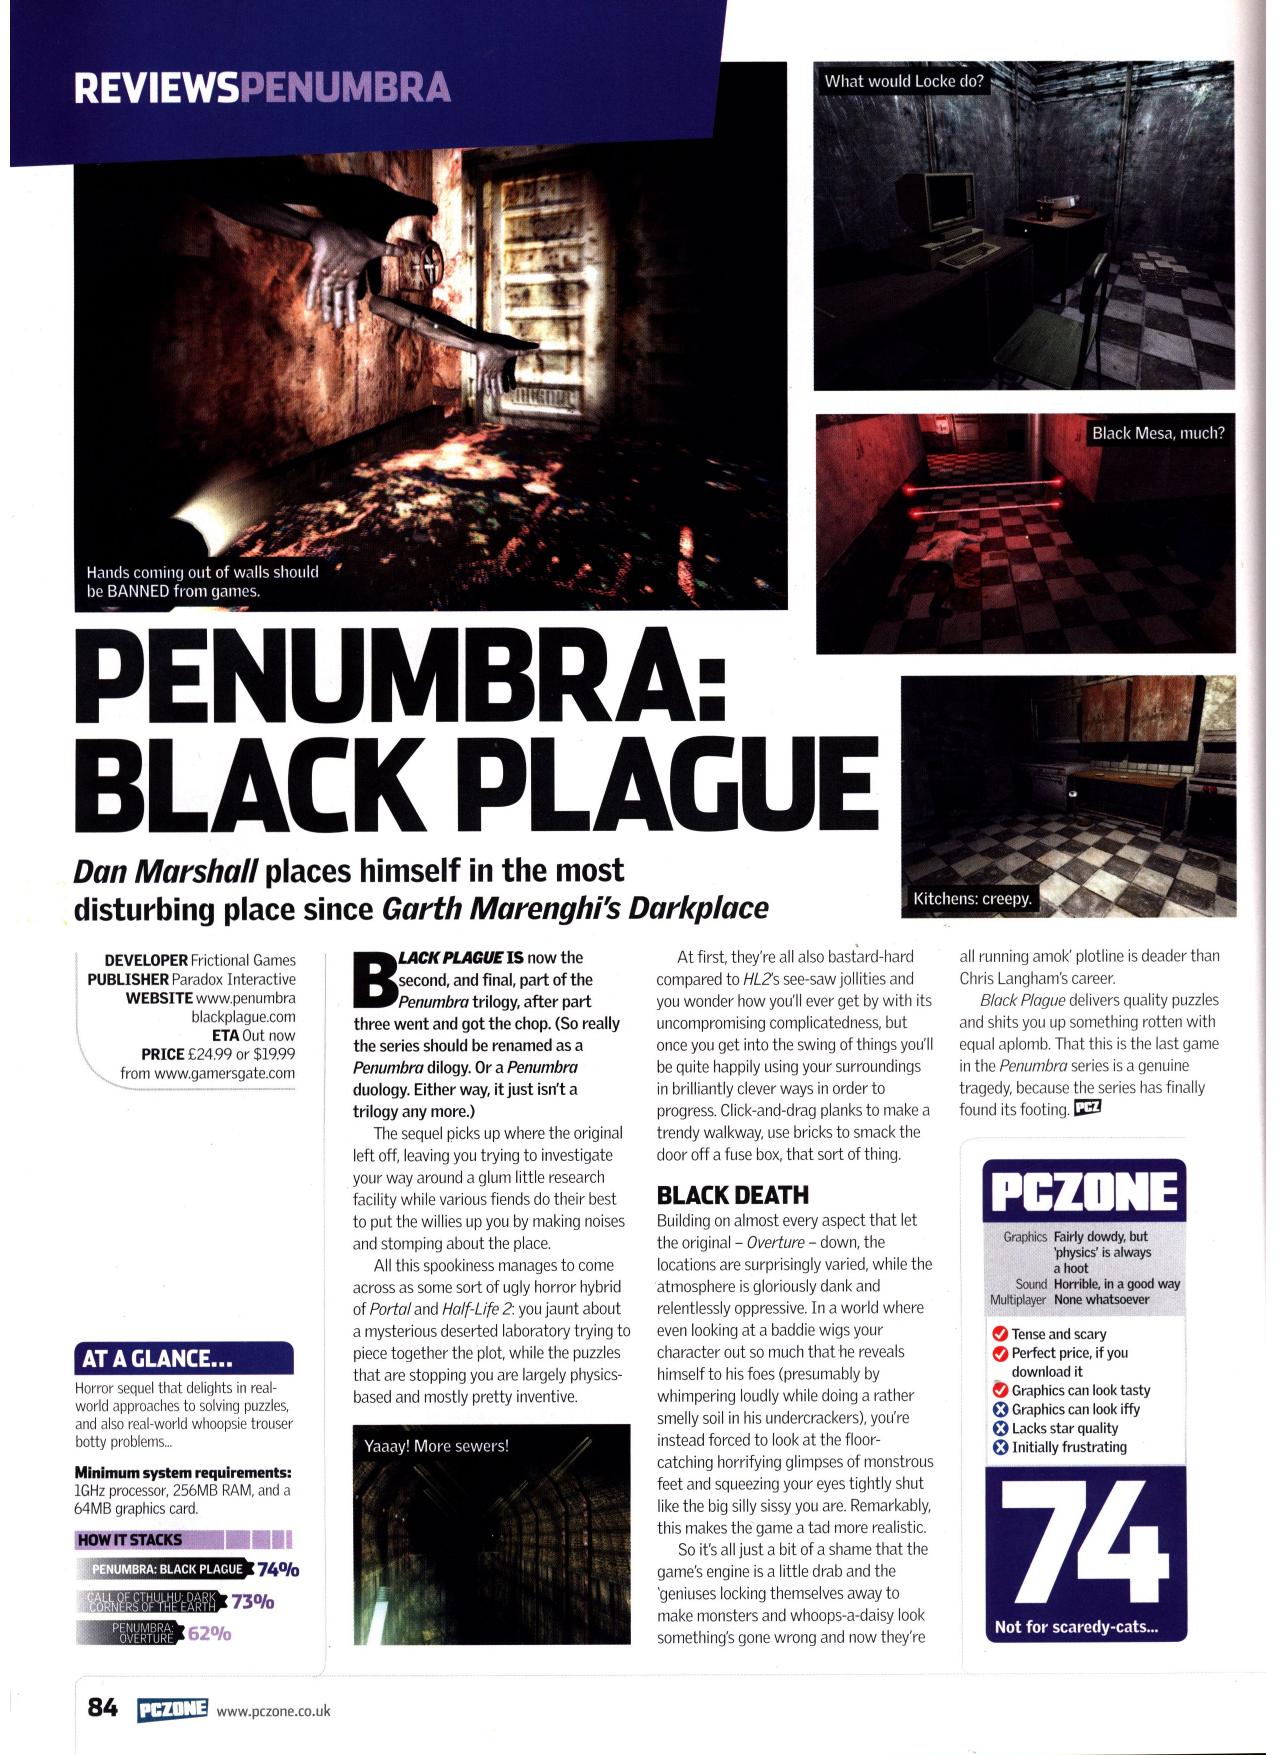 REVIEWSPENUMBRA
What would Locke do?
Black Mesa, much?
Hands coming out of walls should
be BANNED from games.
Kitchens: creepy.
PENUMBRA:
BLACK PLAGUE
Dan Marshall places himself in the most
disturbing place since Garth Marenghi's Darkplace
DEVELOPER Frictional Games
PUBLISHER Paradox Interactive
WEBSITE www.penumbra
blackplague.com
ETA Out now
PRICE £24.99 or $19.99
from www.gamersgate.com
AT A GLANCE...
Horror sequel that delights in real-
world approaches to solving puzzles,
and also real-world whoopsie trouser
botty problems...
Minimum system requirements:
1GHz processor, 256MB RAM, and a
64MB graphics card.
HOW IT STACKS
PENUMBRA: BLACK PLAGUE 74%
CALL OF CTHULHU: DARK
CORNERS OF THE EARTH 73%
PENUMBRA:
OVERTURE 62%
BLACK PLAGUE IS now the
second, and final, part of the
Penumbra trilogy, after part
three went and got the chop. (So really
the series should be renamed as a
Penumbra dilogy. Or a Penumbra
duology. Either way, it just isn't a
trilogy any more.)
The sequel picks up where the original
left off, leaving you trying to investigate
your way around a glum little research
facility while various fiends do their best
to put the willies up you by making noises
and stomping about the place.
All this spookiness manages to come
across as some sort of ugly horror hybrid
of Portal and Half-Life 2: you jaunt about
a mysterious deserted laboratory trying to
piece together the plot, while the puzzles
that are stopping you are largely physics-
based and mostly pretty inventive.
Yaaay! More sewers!
At first, they're all also bastard-hard
compared to HL2's see-saw jollities and
you wonder how you'll ever get by with its
uncompromising complicatedness, but
once you get into the swing of things you'll
be quite happily using your surroundings
in brilliantly clever ways in order to
progress. Click-and-drag planks to make a
trendy walkway, use bricks to smack the
door off a fuse box, that sort of thing.
BLACK DEATH
Building on almost every aspect that let
the original – Overture – down, the
locations are surprisingly varied, while the
atmosphere is gloriously dank and
relentlessly oppressive. In a world where
even looking at a baddie wigs your
character out so much that he reveals
himself to his foes (presumably by
whimpering loudly while doing a rather
smelly soil in his undercrackers), you're
instead forced to look at the floor-
catching horrifying glimpses of monstrous
feet and squeezing your eyes tightly shut
like the big silly sissy you are. Remarkably,
this makes the game a tad more realistic.
So it's all just a bit of a shame that the
game's engine is a little drab and the
'geniuses locking themselves away to
make monsters and whoops-a-daisy look
something's gone wrong and now they're
all running amok' plotline is deader than
Chris Langham's career.
Black Plague delivers quality puzzles
and shits you up something rotten with
equal aplomb. That this is the last game
in the Penumbra series is a genuine
tragedy, because the series has finally
found its footing. PCZ
PCZONE
Graphics Fairly dowdy, but
'physics' is always
a hoot
Sound Horrible, in a good way
Multiplayer None whatsoever
Tense and scary
Perfect price, if you
download it
Graphics can look tasty
Graphics can look iffy
Lacks star quality
Initially frustrating
74
Not for scaredy-cats...
84 PCZONE www.pczone.co.uk